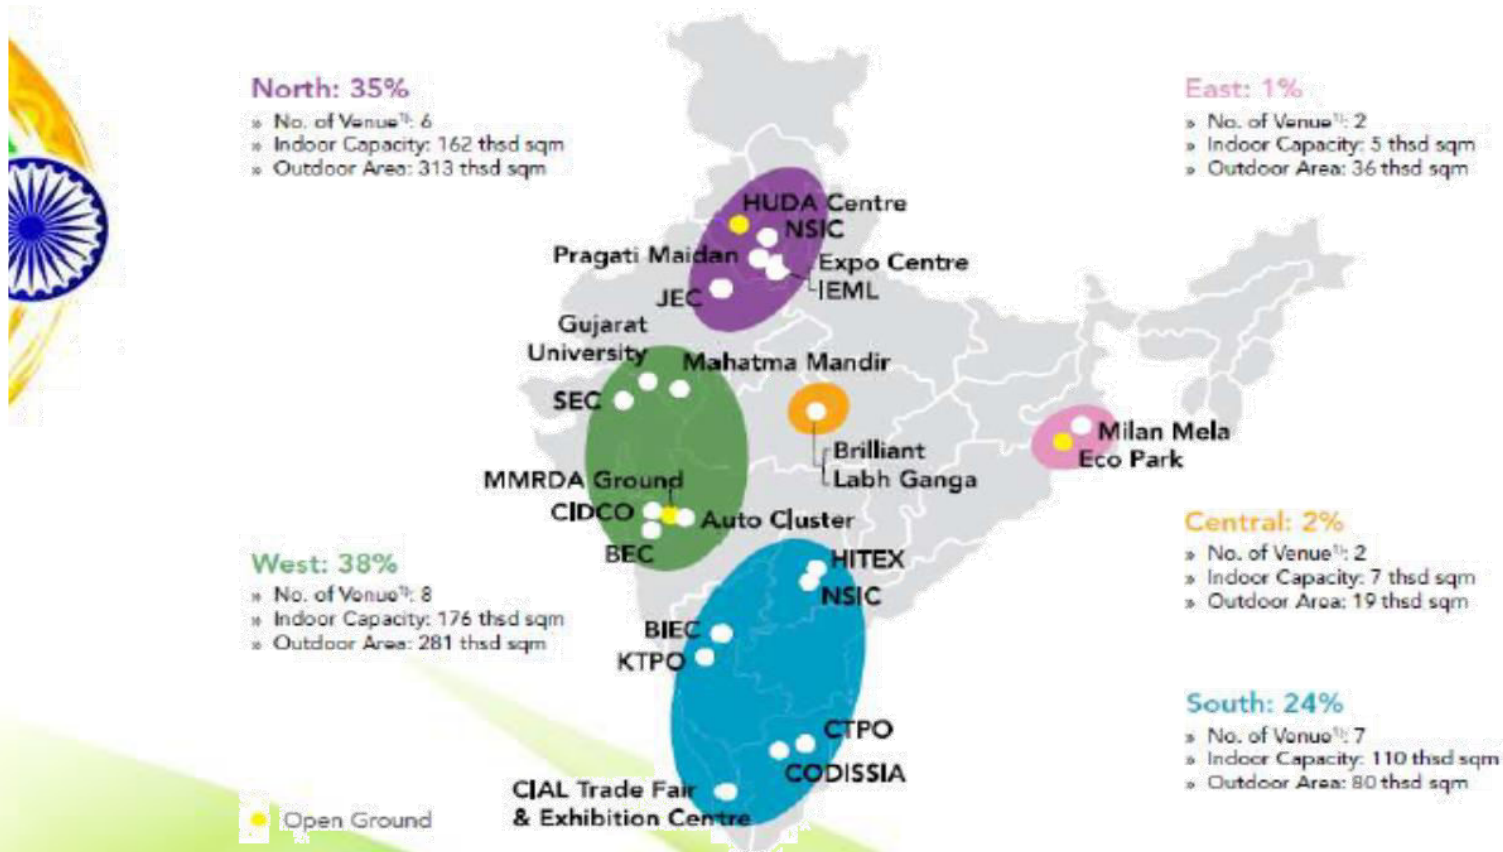 North: 35%
» No. of Venue¹⁾: 6
» Indoor Capacity: 162 thsd sqm
» Outdoor Area: 313 thsd sqm
East: 1%
» No. of Venue¹⁾: 2
» Indoor Capacity: 5 thsd sqm
» Outdoor Area: 36 thsd sqm
HUDA Centre
NSIC
Pragati Maidan
Expo Centre
IEML
JEC
Gujarat
University
Mahatma Mandir
SEC
Brilliant
Labh Ganga
Milan Mela
Eco Park
MMRDA Ground
CIDCO
Auto Cluster
BEC
West: 38%
» No. of Venue¹⁾: 8
» Indoor Capacity: 176 thsd sqm
» Outdoor Area: 281 thsd sqm
Central: 2%
» No. of Venue¹⁾: 2
» Indoor Capacity: 7 thsd sqm
» Outdoor Area: 19 thsd sqm
HITEX
NSIC
BIEC
KTPO
CTPO
CODISSIA
CIAL Trade Fair
& Exhibition Centre
South: 24%
» No. of Venue¹⁾: 7
» Indoor Capacity: 110 thsd sqm
» Outdoor Area: 80 thsd sqm
Open Ground